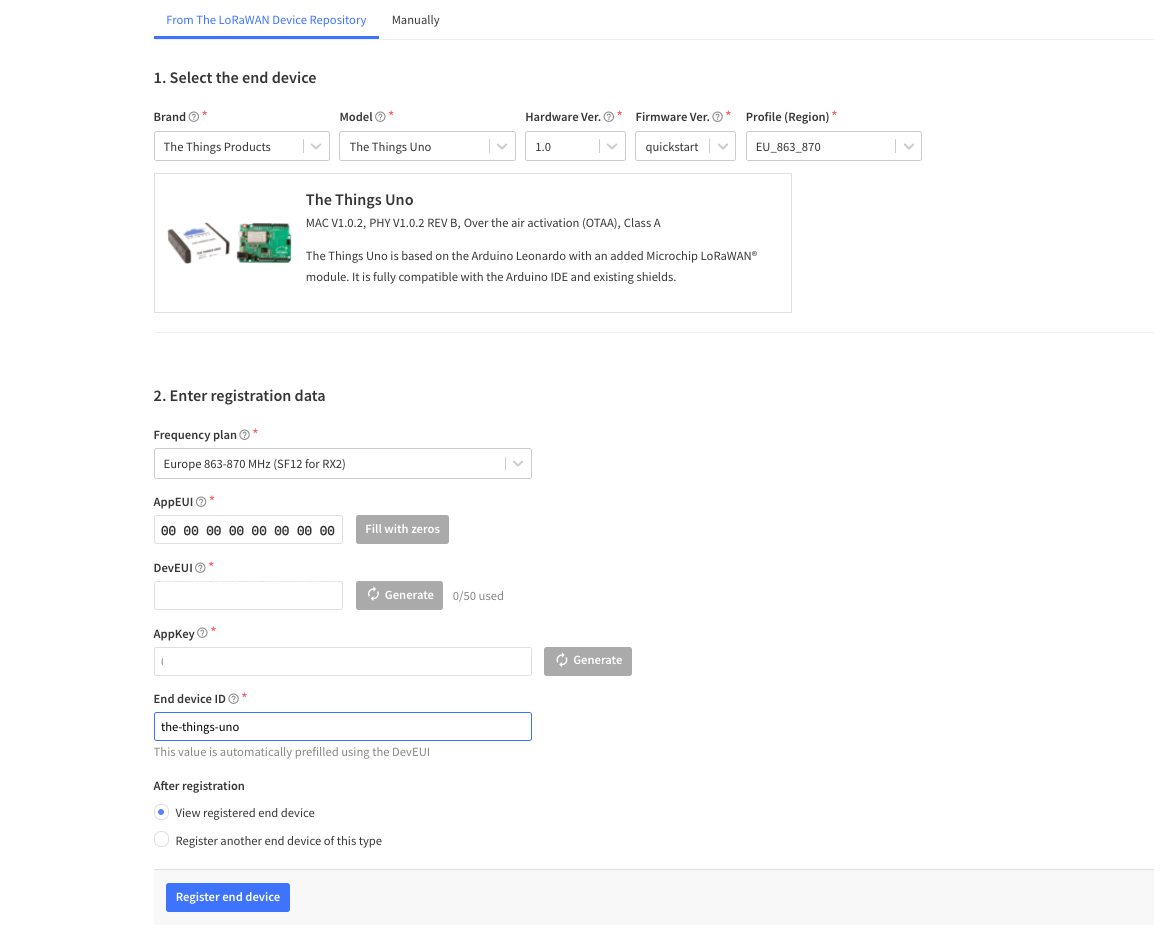 From The LoRaWAN Device Repository Manually
1. Select the end device
Brand * Model * Hardware Ver. * Firmware Ver. * Profile (Region) *
The Things Products The Things Uno 1.0 quickstart EU_863_870
The Things Uno
MAC V1.0.2, PHY V1.0.2 REV B, Over the air activation (OTAA), Class A
The Things Uno is based on the Arduino Leonardo with an added Microchip LoRaWAN®
module. It is fully compatible with the Arduino IDE and existing shields.
2. Enter registration data
Frequency plan *
Europe 863-870 MHz (SF12 for RX2)
AppEUI *
00 00 00 00 00 00 00 00 Fill with zeros
DevEUI *
Generate 0/50 used
AppKey *
Generate
End device ID *
the-things-uno
This value is automatically prefilled using the DevEUI
After registration
View registered end device
Register another end device of this type
Register end device